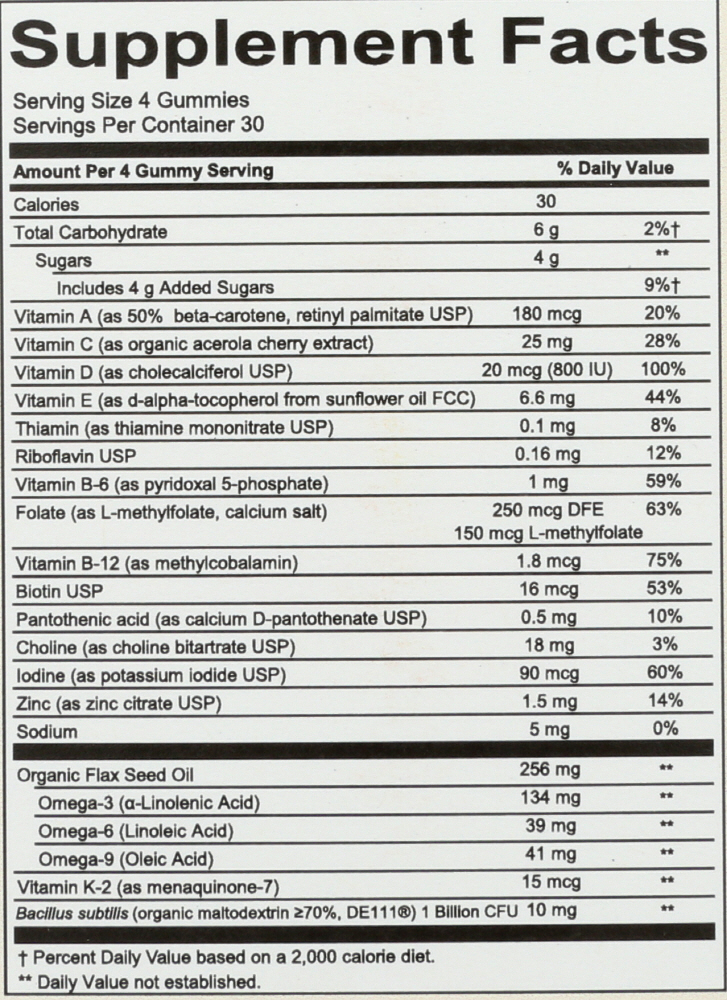 Supplement Facts
Serving Size 4 Gummies
Servings Per Container 30
Amount Per 4 Gummy Serving % Daily Value
Calories 30
Total Carbohydrate 6 g 2%†
Sugars 4 g **
Includes 4 g Added Sugars 9%†
Vitamin A (as 50% beta-carotene, retinyl palmitate USP) 180 mcg 20%
Vitamin C (as organic acerola cherry extract) 25 mg 28%
Vitamin D (as cholecalciferol USP) 20 mcg (800 IU) 100%
Vitamin E (as d-alpha-tocopherol from sunflower oil FCC) 6.6 mg 44%
Thiamin (as thiamine mononitrate USP) 0.1 mg 8%
Riboflavin USP 0.16 mg 12%
Vitamin B-6 (as pyridoxal 5-phosphate) 1 mg 59%
Folate (as L-methylfolate, calcium salt) 250 mcg DFE 63%
150 mcg L-methylfolate
Vitamin B-12 (as methylcobalamin) 1.8 mcg 75%
Biotin USP 16 mcg 53%
Pantothenic acid (as calcium D-pantothenate USP) 0.5 mg 10%
Choline (as choline bitartrate USP) 18 mg 3%
Iodine (as potassium iodide USP) 90 mcg 60%
Zinc (as zinc citrate USP) 1.5 mg 14%
Sodium 5 mg 0%
Organic Flax Seed Oil 256 mg **
Omega-3 (α-Linolenic Acid) 134 mg **
Omega-6 (Linoleic Acid) 39 mg **
Omega-9 (Oleic Acid) 41 mg **
Vitamin K-2 (as menaquinone-7) 15 mcg **
Bacillus subtilis (organic maltodextrin ≥70%, DE111®) 1 Billion CFU 10 mg **
† Percent Daily Value based on a 2,000 calorie diet.
** Daily Value not established.